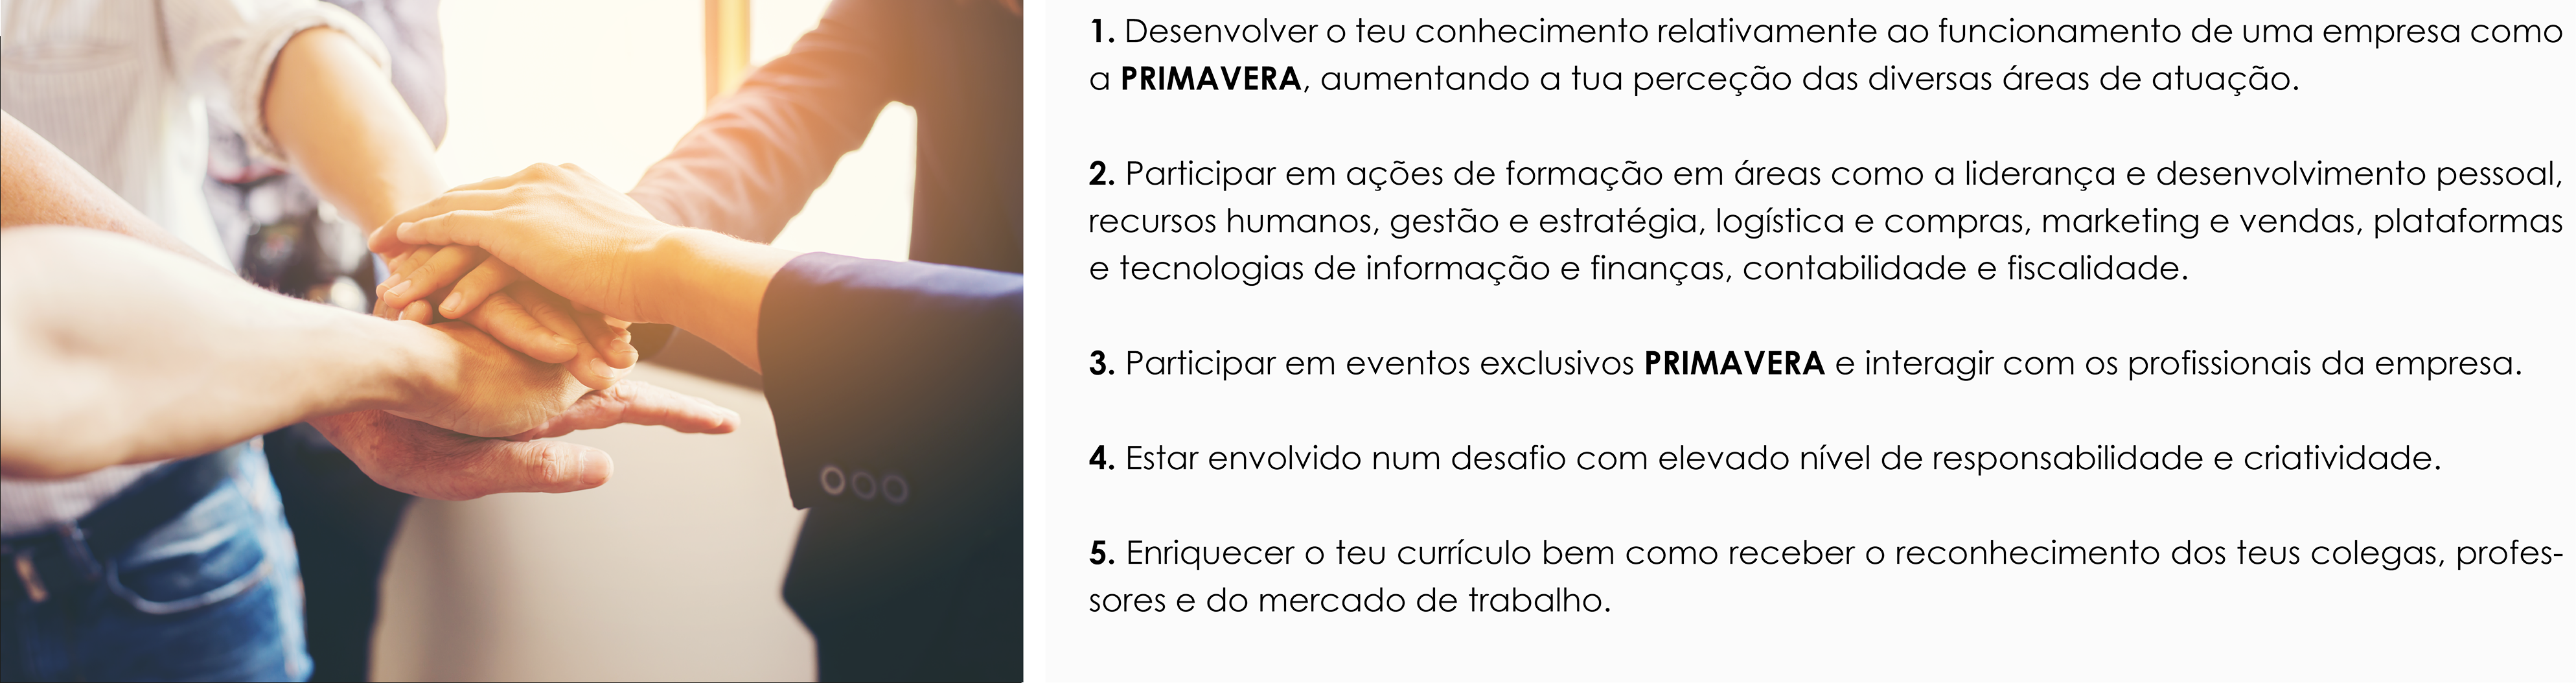 1. Desenvolver o teu conhecimento relativamente ao funcionamento de uma empresa como
a PRIMAVERA, aumentando a tua perceção das diversas áreas de atuação.
2. Participar em ações de formação em áreas como a liderança e desenvolvimento pessoal,
recursos humanos, gestão e estratégia, logística e compras, marketing e vendas, plataformas
e tecnologias de informação e finanças, contabilidade e fiscalidade.
3. Participar em eventos exclusivos PRIMAVERA e interagir com os profissionais da empresa.
4. Estar envolvido num desafio com elevado nível de responsabilidade e criatividade.
5. Enriquecer o teu currículo bem como receber o reconhecimento dos teus colegas, profes-
sores e do mercado de trabalho.